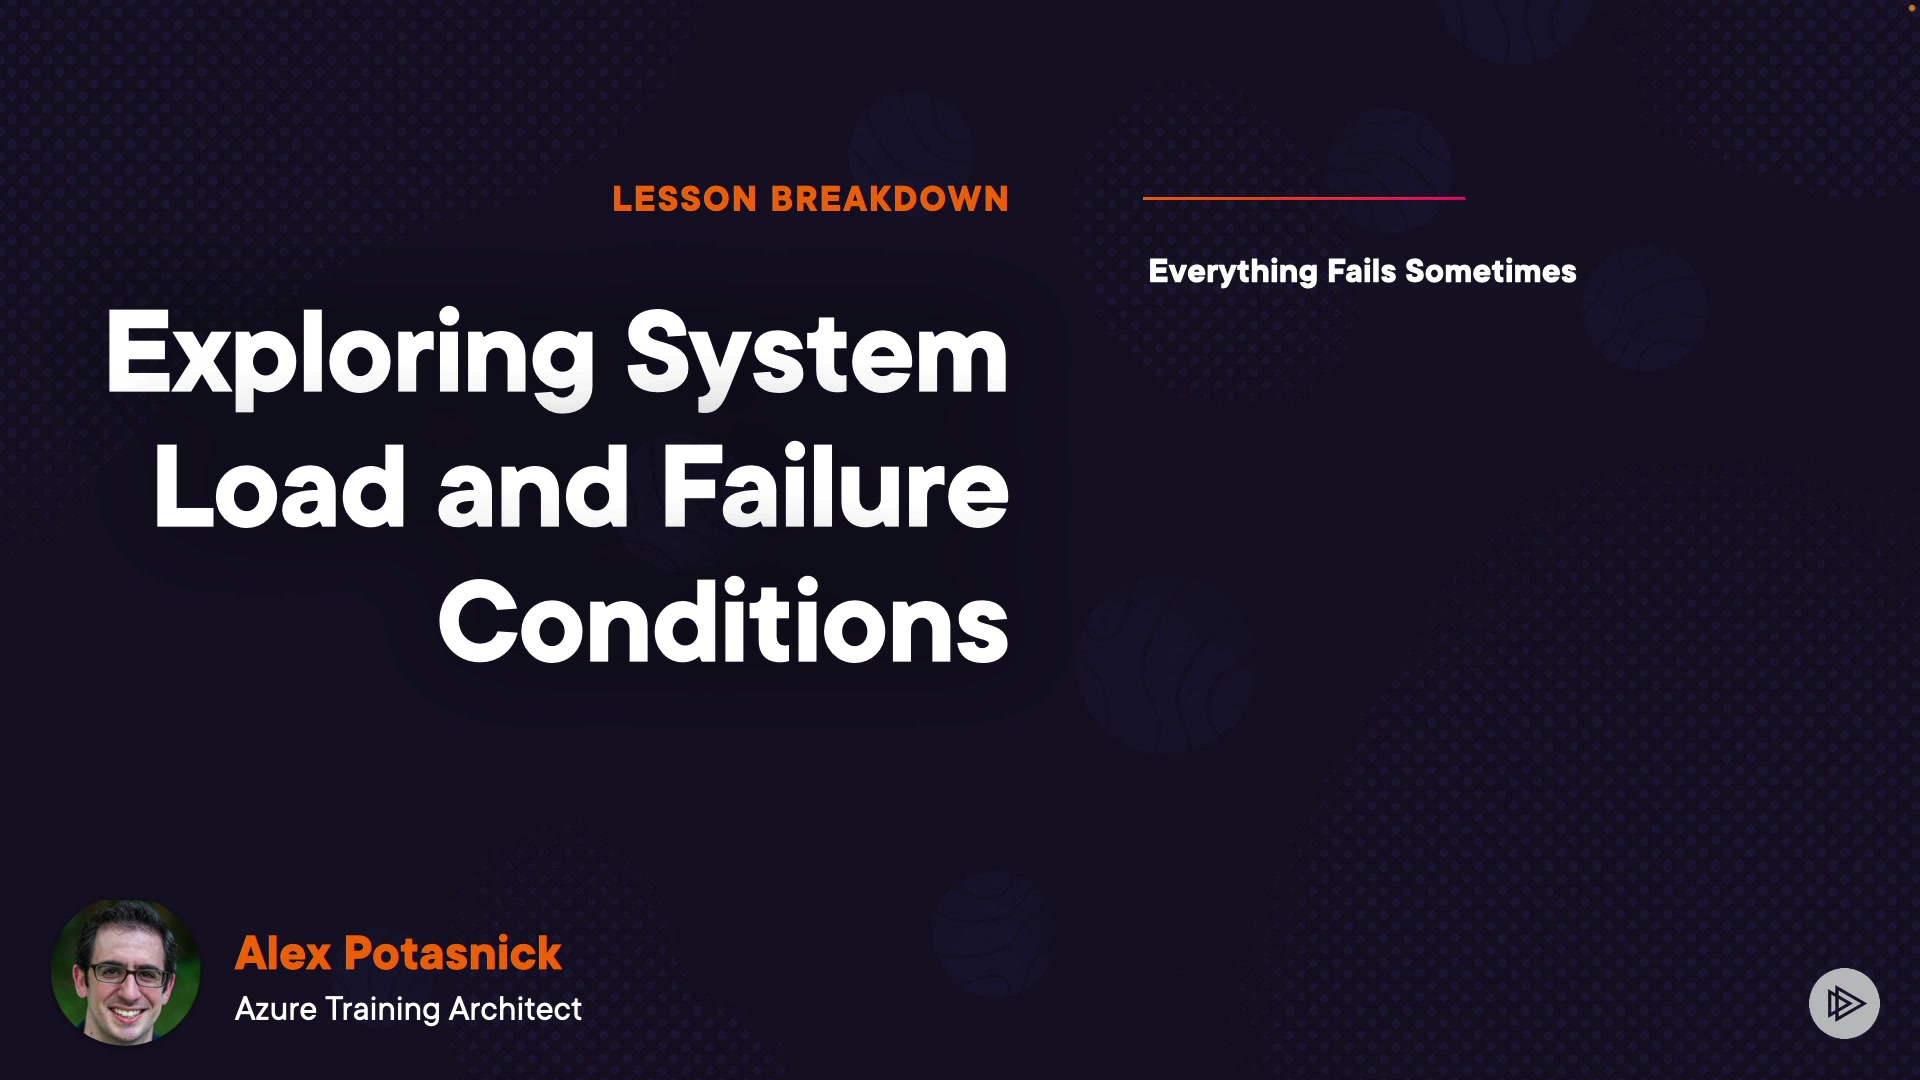 LESSON BREAKDOWN
Exploring System
Load and Failure
Conditions
Everything Fails Sometimes
Alex Potasnick
Azure Training Architect